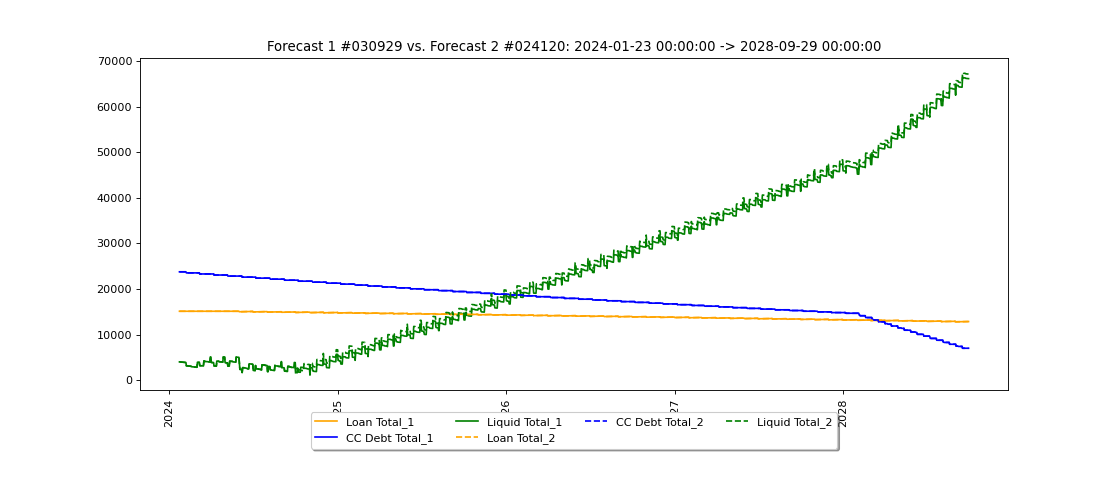 Forecast 1 #030929 vs. Forecast 2 #024120: 2024-01-23 00:00:00 -> 2028-09-29 00:00:00
70000
60000
50000
40000
30000
20000
10000
0
2024
25
26
27
2028
Loan Total_1
Liquid Total_1
CC Debt Total_2
Liquid Total_2
CC Debt Total_1
Loan Total_2